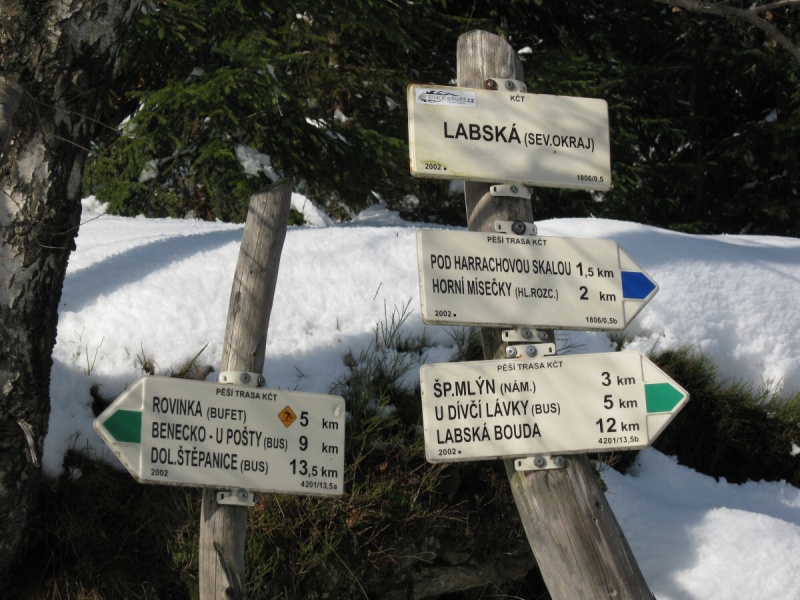 KČT
LABSKÁ (SEV.OKRAJ)
2002 1806/0,5
PĚŠÍ TRASA KČT
POD HARRACHOVOU SKALOU 1,5 km
HORNÍ MÍSEČKY (HL.ROZC.) 2 km
2002 1806/0,5b
PĚŠÍ TRASA KČT
ŠP.MLÝN (NÁM.) 3 km
U DÍVČÍ LÁVKY (BUS) 5 km
LABSKÁ BOUDA 12 km
2002 4201/13,5b
PĚŠÍ TRASA KČT
ROVINKA (BUFET) 5 km
BENECKO - U POŠTY (BUS) 9 km
DOL.ŠTĚPANICE (BUS) 13,5 km
2002 4201/13,5a